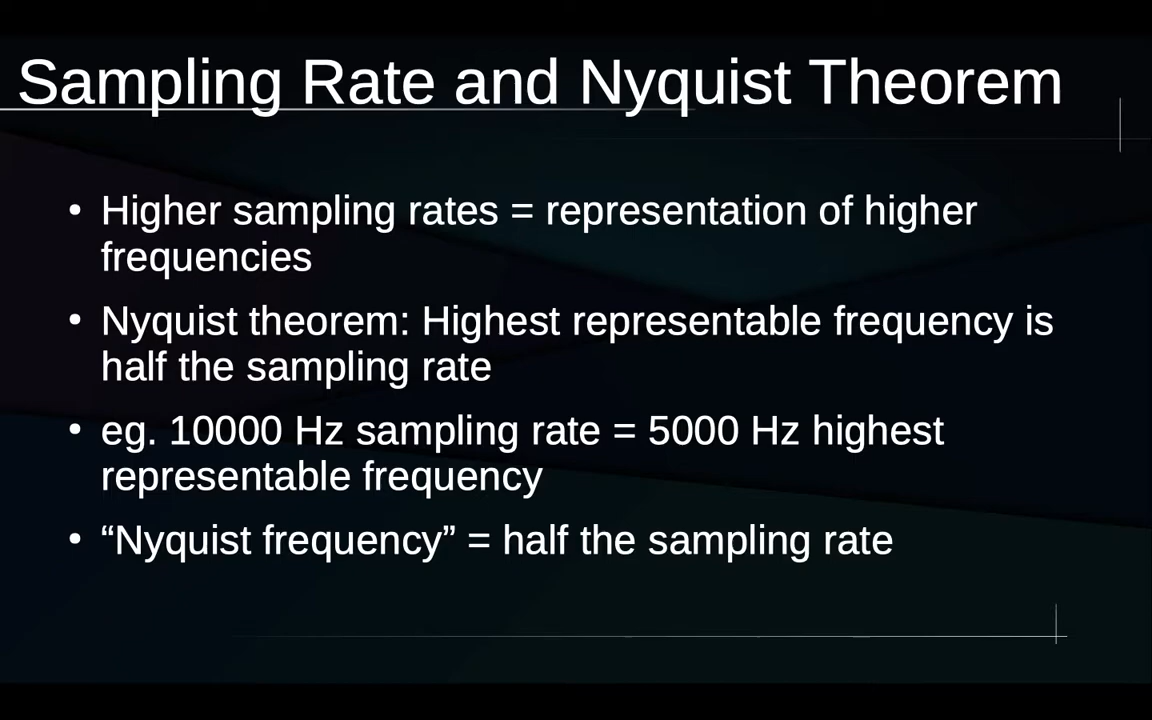 Sampling Rate and Nyquist Theorem
• Higher sampling rates = representation of higher
frequencies
• Nyquist theorem: Highest representable frequency is
half the sampling rate
• eg. 10000 Hz sampling rate = 5000 Hz highest
representable frequency
• “Nyquist frequency” = half the sampling rate